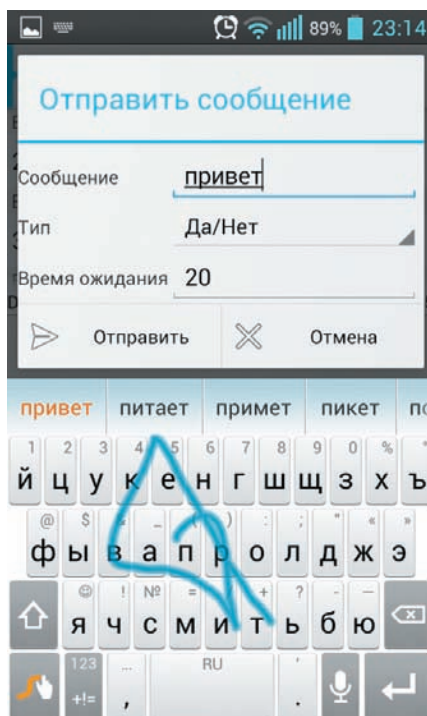 89% 23:14
Отправить сообщение
Сообщение привет
Тип Да/Нет
Время ожидания 20
Отправить Отмена
привет питает примет пикет
1 2 3 4 5 6 7 8 9 0 %
й ц у к е н г ш щ з х ъ
@ $ & _ ( ) : ; " « »
ф ы в а п р о л д ж э
! № = + ? - —
я ч с м и т ь б ю
123 ... RU '
+!= , .